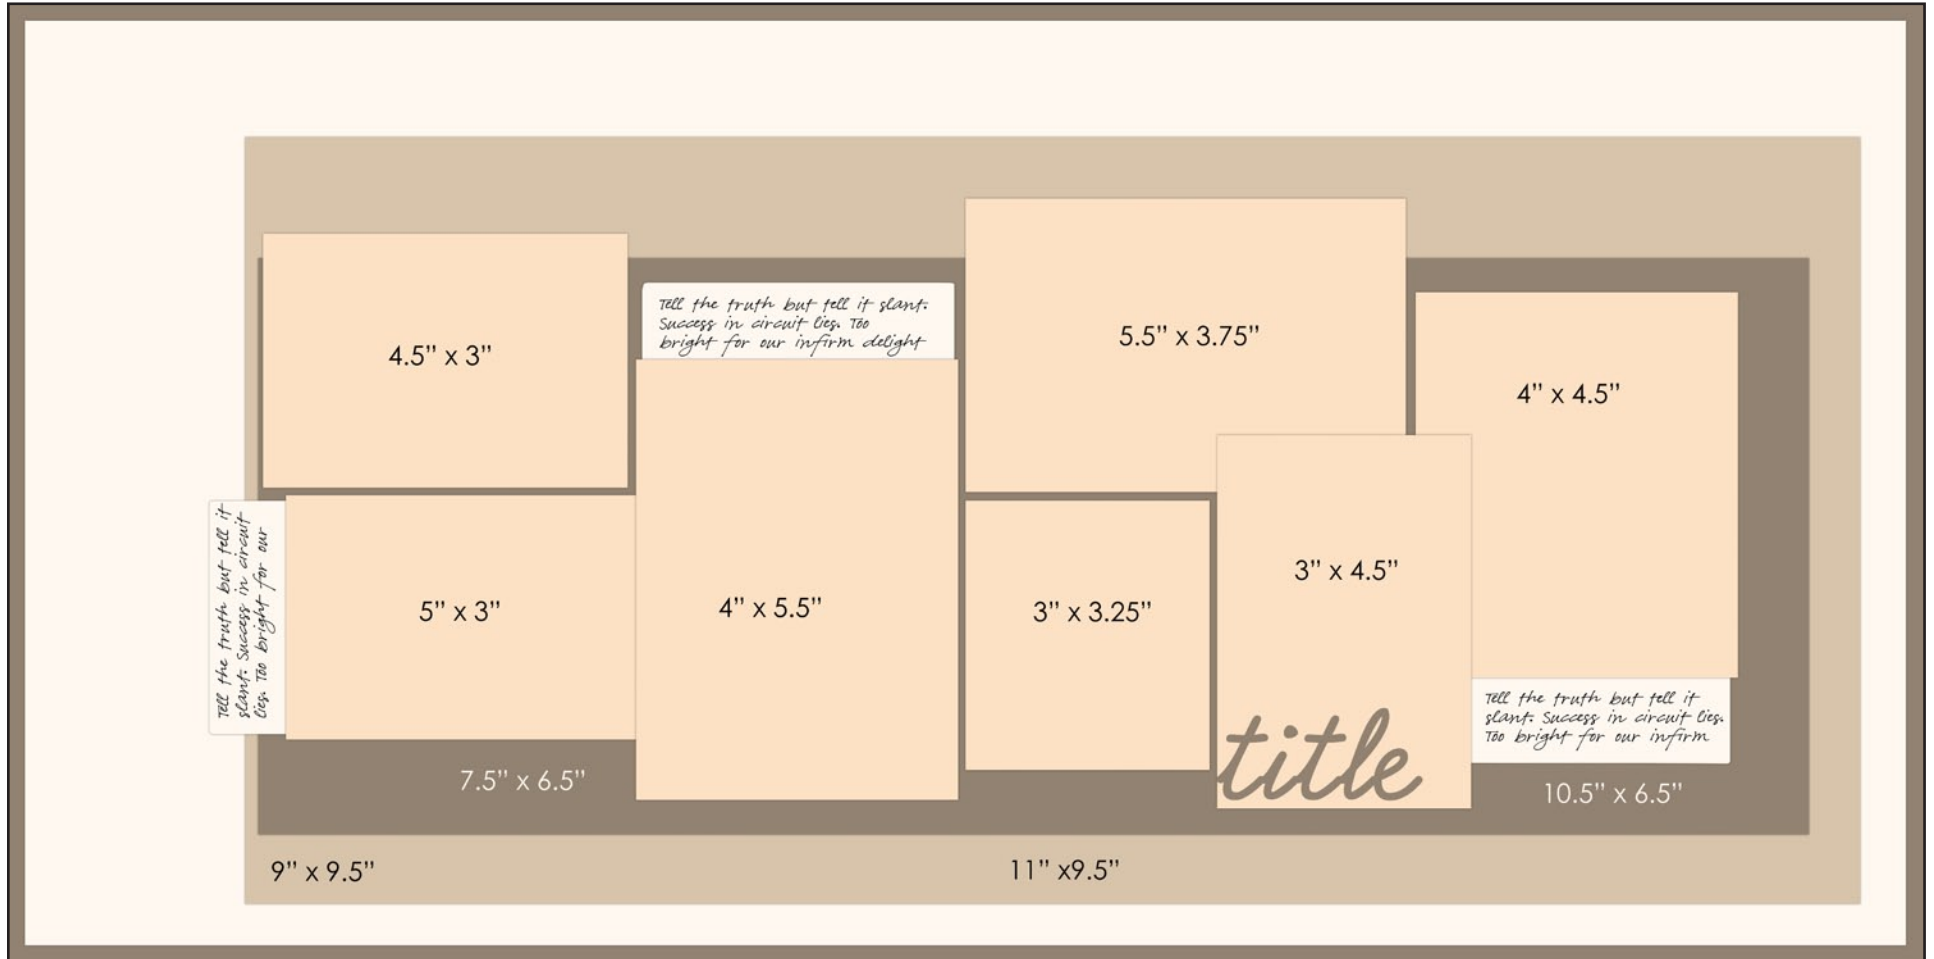 4.5” x 3”
Tell the truth but tell it slant.
Success in circuit lies. Too
bright for our infirm delight
5.5” x 3.75”
4” x 4.5”
Tell the truth but tell it
slant. Success in circuit
lies. Too bright for our
5” x 3”
4” x 5.5”
3” x 3.25”
3” x 4.5”
title
Tell the truth but tell it
slant. Success in circuit lies.
Too bright for our infirm
7.5” x 6.5”
10.5” x 6.5”
9” x 9.5”
11” x9.5”